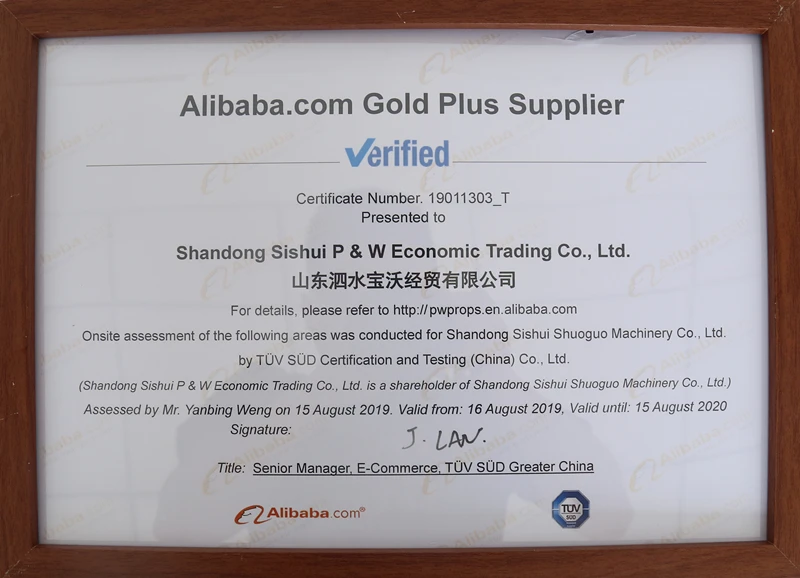 Alibaba.com Gold Plus Supplier
Verified
Certificate Number. 19011303_T
Presented to
Shandong Sishui P & W Economic Trading Co., Ltd.
山东泗水宝沃经贸有限公司
For details, please refer to http://pwprops.en.alibaba.com
Onsite assessment of the following areas was conducted for Shandong Sishui Shuoguo Machinery Co., Ltd.
by TÜV SÜD Certification and Testing (China) Co., Ltd.
(Shandong Sishui P & W Economic Trading Co., Ltd. is a shareholder of Shandong Sishui Shuoguo Machinery Co., Ltd.)
Assessed by Mr. Yanbing Weng on 15 August 2019. Valid from: 16 August 2019, Valid until: 15 August 2020
Signature: J. LAN.
Title: Senior Manager, E-Commerce, TÜV SÜD Greater China
Alibaba.com®
TÜV
SÜD